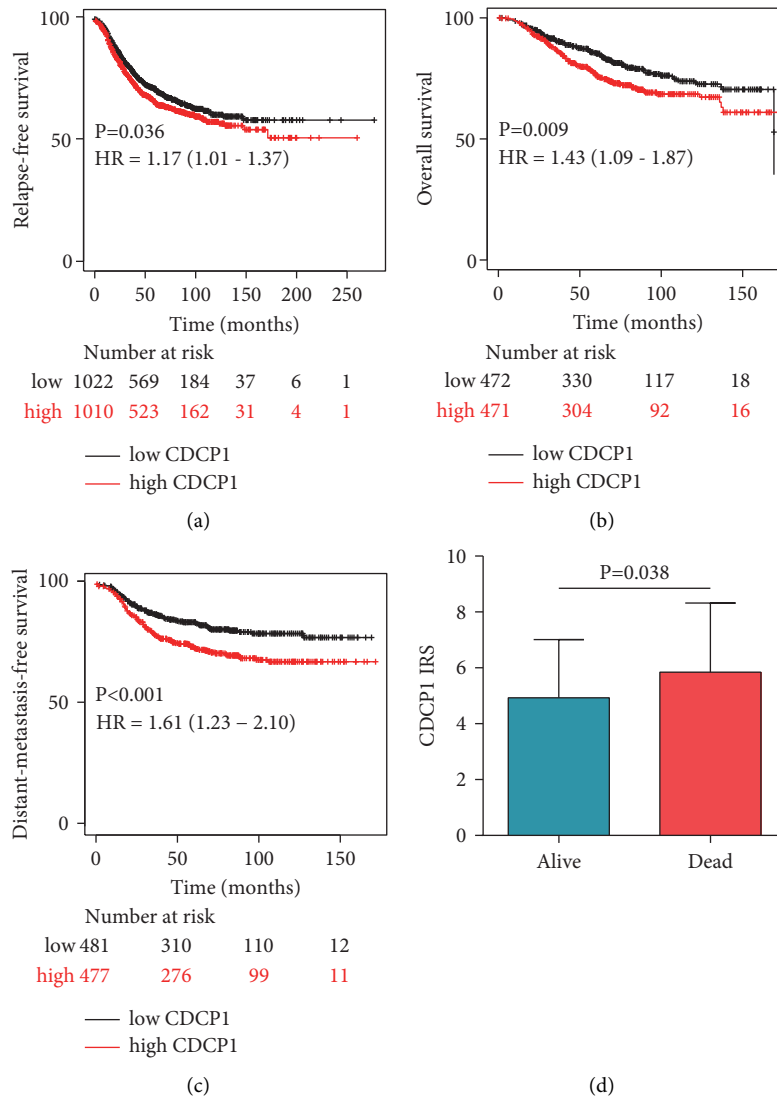 100
50
0
Relapse-free survival
P=0.036
HR = 1.17 (1.01 - 1.37)
0 50 100 150 200 250
Time (months)
Number at risk
low 1022 569 184 37 6 1
high 1010 523 162 31 4 1
low CDCP1
high CDCP1
(a)
100
50
0
Overall survival
P=0.009
HR = 1.43 (1.09 - 1.87)
0 50 100 150
Time (months)
Number at risk
low 472 330 117 18
high 471 304 92 16
low CDCP1
high CDCP1
(b)
100
50
0
Distant-metastasis-free survival
P<0.001
HR = 1.61 (1.23 – 2.10)
0 50 100 150
Time (months)
Number at risk
low 481 310 110 12
high 477 276 99 11
low CDCP1
high CDCP1
(c)
10
8
6
4
2
0
CDCP1 IRS
P=0.038
Alive Dead
(d)